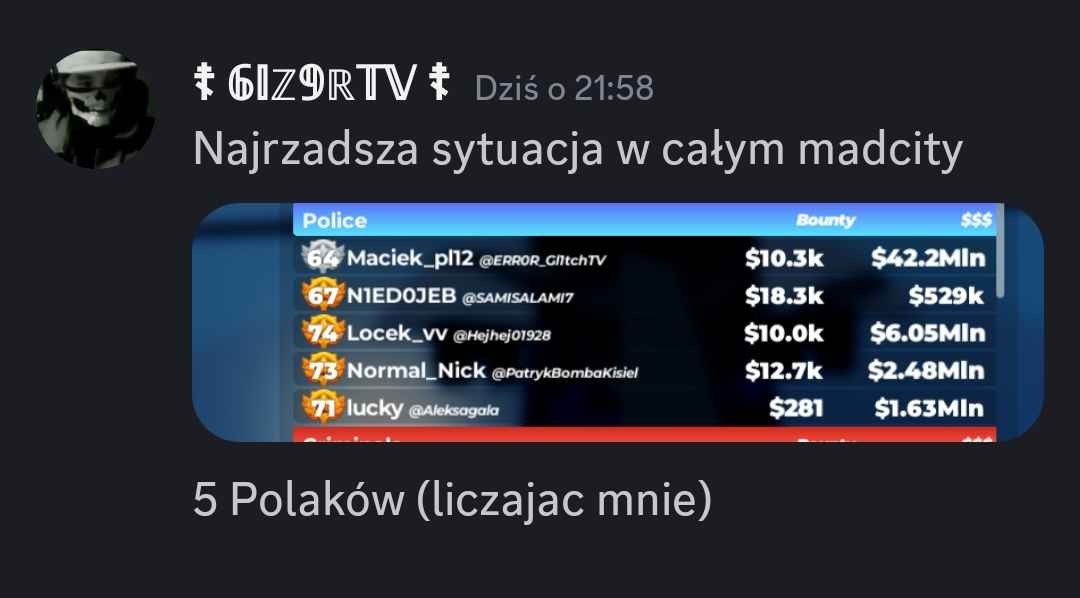 ☦ 𝟞𝕀ℤ𝟡ℝ𝕋𝕍 ☦ Dziś o 21:58
Najrzadsza sytuacja w całym madcity
Police Bounty $$$
64 Maciek_pl12 @ERR0R_Gl1tchTV $10.3k $42.2Mln
67 N1ED0JEB @SAMISALAMI7 $18.3k $529k
74 Locek_vv @Hejhej01928 $10.0k $6.05Mln
73 Normal_Nick @PatrykBombaKisiel $12.7k $2.48Mln
71 lucky @Aleksagala $281 $1.63Mln
Criminals Bounty $$$
5 Polaków (liczajac mnie)